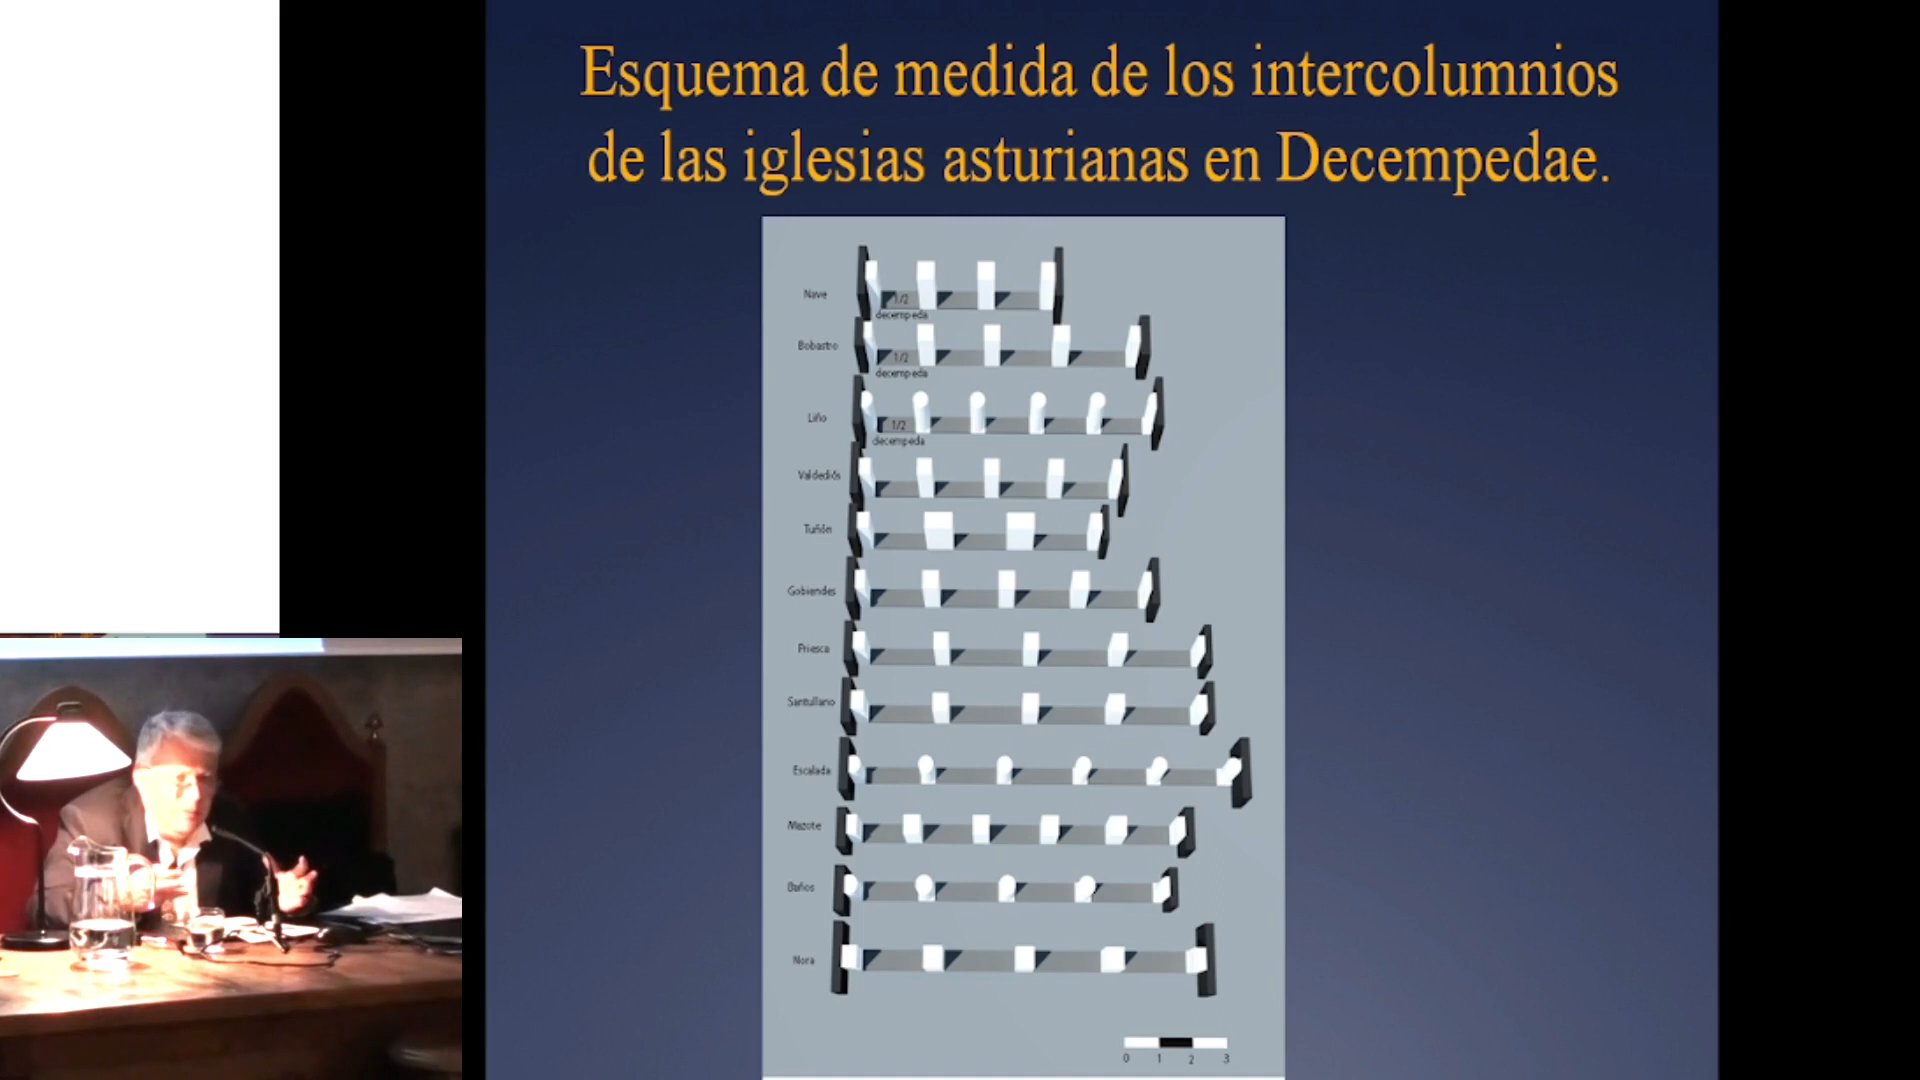 Esquema de medida de los intercolumnios
de las iglesias asturianas en Decempedae.
Nave
1/2
decempeda
Bobastro
1/2
decempeda
Liño
1/2
decempeda
Valdediós
Tuñón
Gobiendes
Priesca
Santullano
Escalada
Mazote
Baños
Nora
0 1 2 3